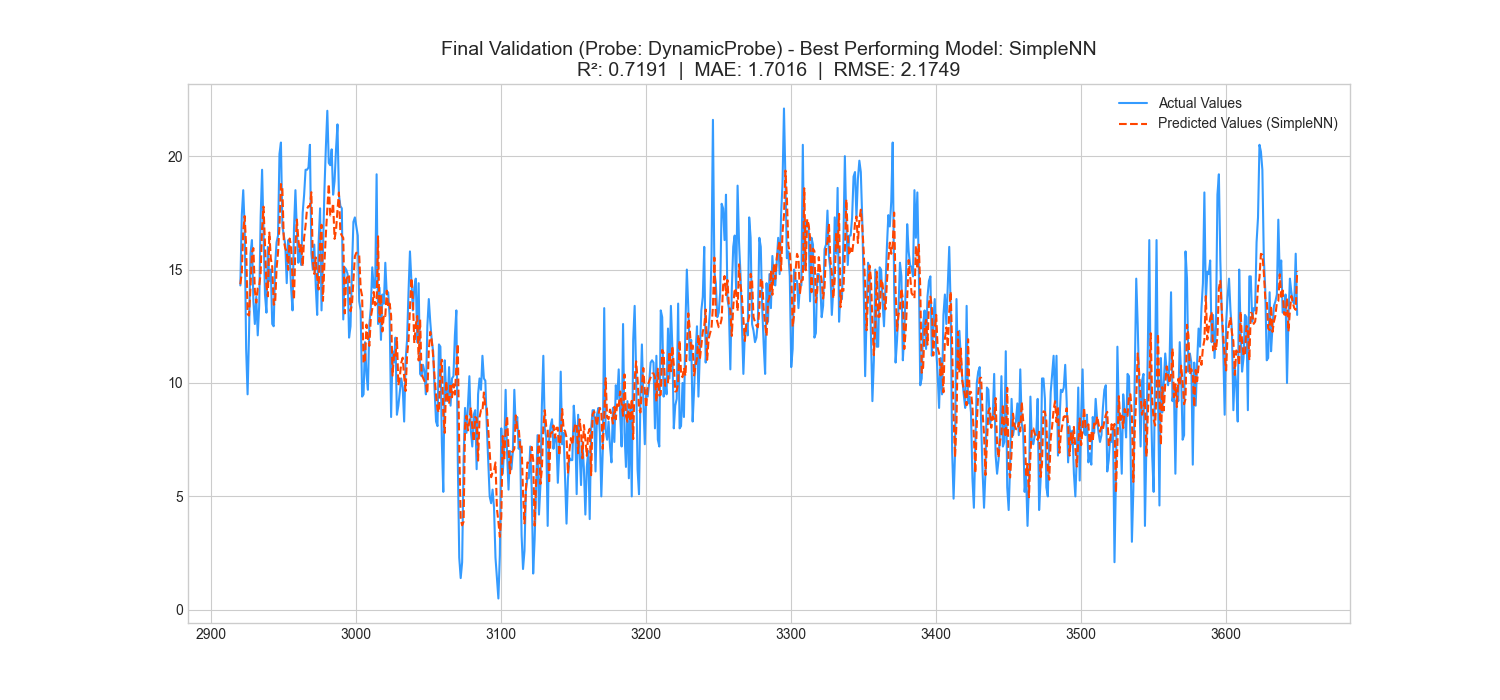 Final Validation (Probe: DynamicProbe) - Best Performing Model: SimpleNN
R²: 0.7191 | MAE: 1.7016 | RMSE: 2.1749
Actual Values
Predicted Values (SimpleNN)
20
15
10
5
0
2900 3000 3100 3200 3300 3400 3500 3600